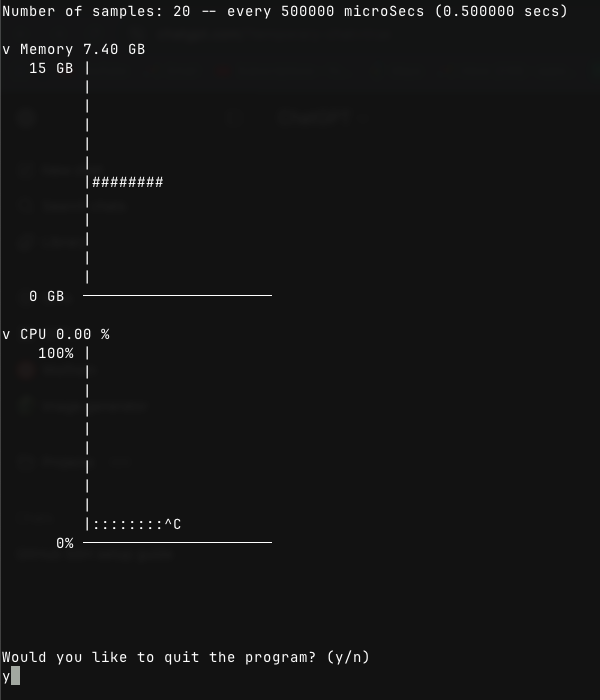 Number of samples: 20 -- every 500000 microSecs (0.500000 secs)
v Memory 7.40 GB
15 GB |
|
|
|
|
|
|########
|
|
|
|
|
0 GB ─────────────────────
v CPU 0.00 %
100% |
|
|
|
|
|
|
|
|
|::::::::^C
0% ─────────────────────
Would you like to quit the program? (y/n)
y